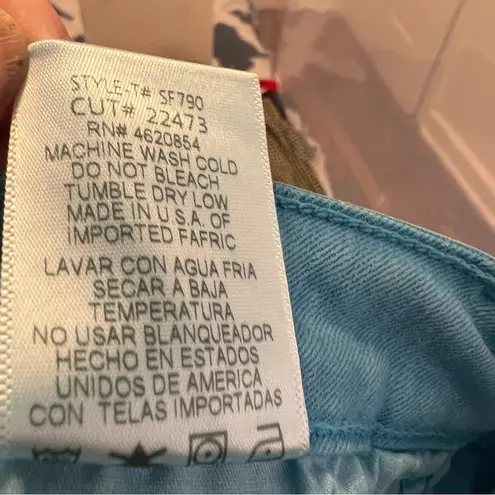 STYLE-T# SF790
CUT# 22473
RN# 4620854
MACHINE WASH COLD
DO NOT BLEACH
TUMBLE DRY LOW
MADE IN U.S.A. OF
IMPORTED FAFRIC
LAVAR CON AGUA FRIA
SECAR A BAJA
TEMPERATURA
NO USAR BLANQUEADOR
HECHO EN ESTADOS
UNIDOS DE AMERICA
CON TELAS IMPORTADAS